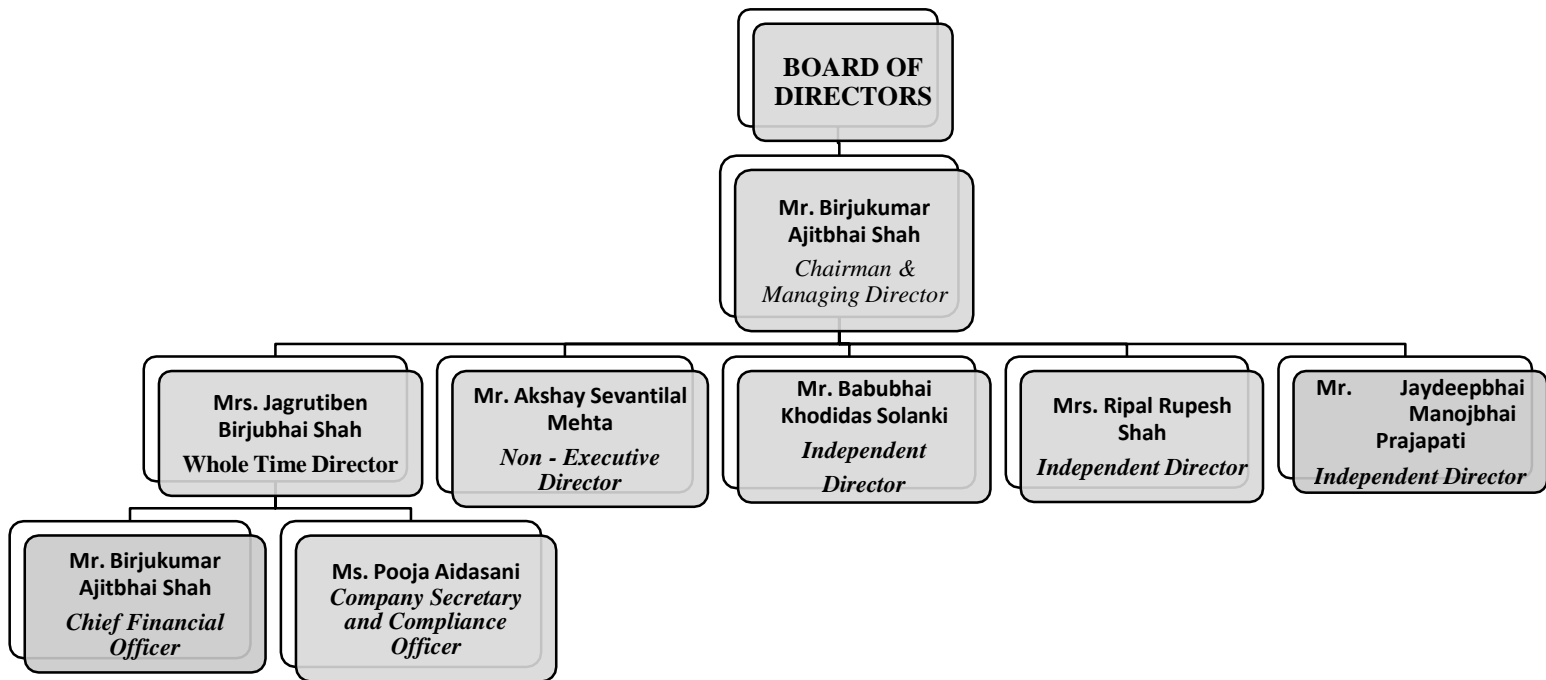 BOARD OF
DIRECTORS
Mr. Birjukumar
Ajitbhai Shah
Chairman &
Managing Director
Mrs. Jagrutiben
Birjubhai Shah
Whole Time Director
Mr. Akshay Sevantilal
Mehta
Non - Executive
Director
Mr. Babubhai
Khodidas Solanki
Independent
Director
Mrs. Ripal Rupesh
Shah
Independent Director
Mr. Jaydeepbhai
Manojbhai
Prajapati
Independent Director
Mr. Birjukumar
Ajitbhai Shah
Chief Financial
Officer
Ms. Pooja Aidasani
Company Secretary
and Compliance
Officer